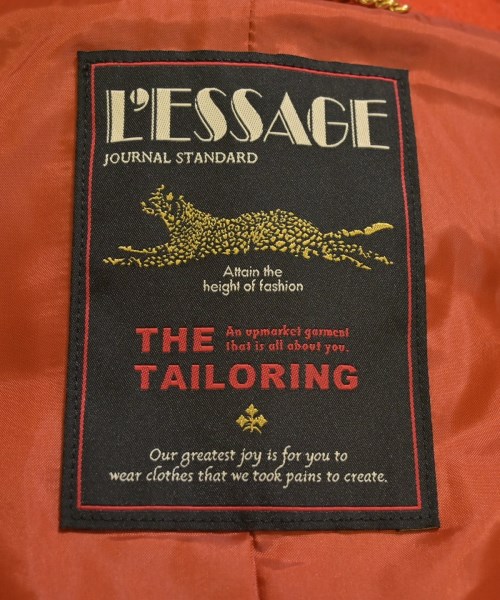 L'ESSAGE
JOURNAL STANDARD
Attain the
height of fashion
THE An upmarket garment
that is all about you.
TAILORING
Our greatest joy is for you to
wear clothes that we took pains to create.